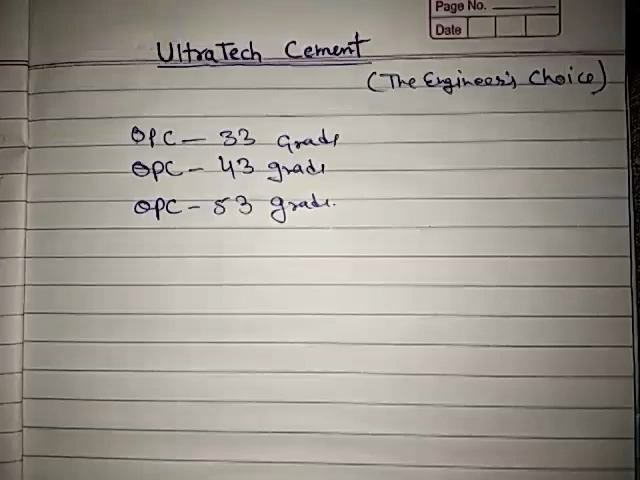 Page No.
Date
UltraTech Cement
(The Engineer's Choice)
OPC - 33 Grade
OPC - 43 grade
OPC - 53 grade.